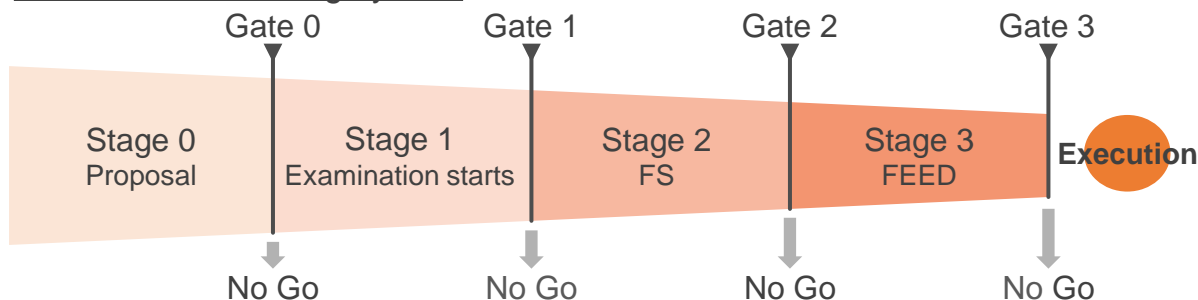 Gate 0
Gate 1
Gate 2
Gate 3
Stage 0
Proposal
Stage 1
Examination starts
Stage 2
FS
Stage 3
FEED
Execution
No Go
No Go
No Go
No Go